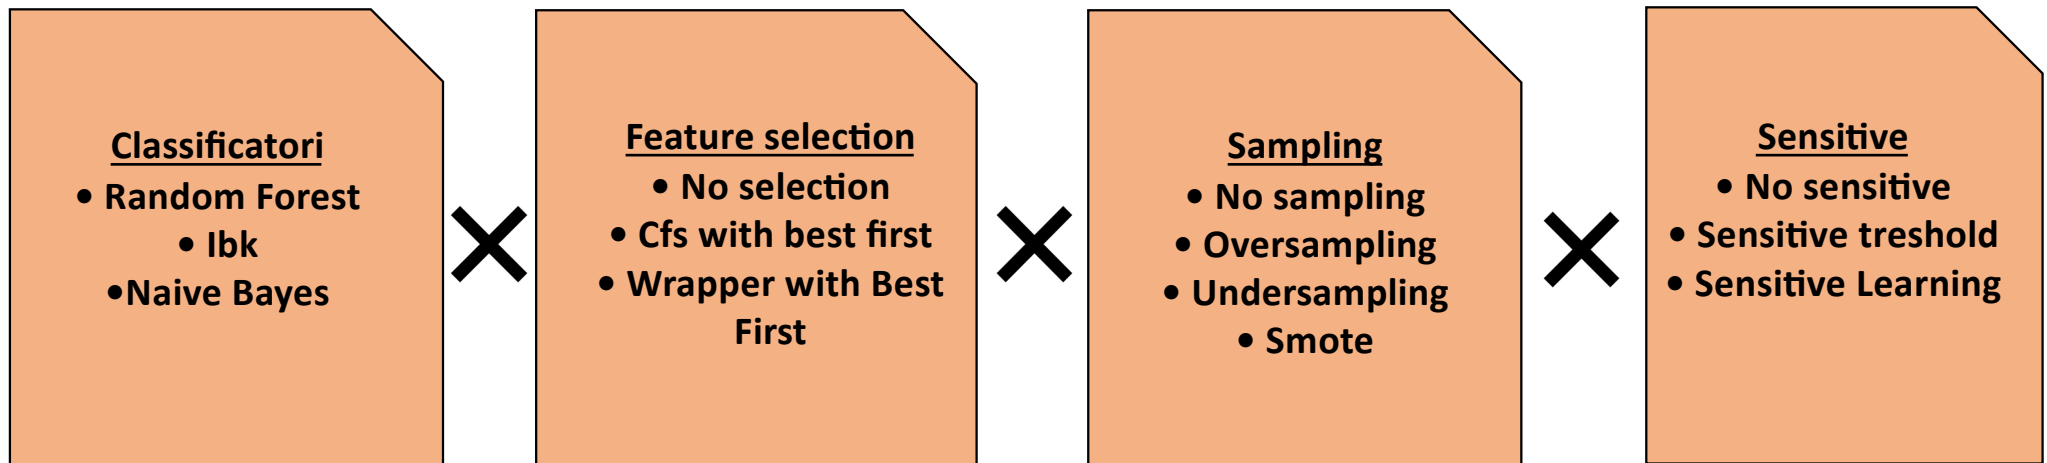 Classificatori
• Random Forest
• Ibk
•Naive Bayes
Feature selection
• No selection
• Cfs with best first
• Wrapper with Best
First
Sampling
• No sampling
• Oversampling
• Undersampling
• Smote
Sensitive
• No sensitive
• Sensitive treshold
• Sensitive Learning